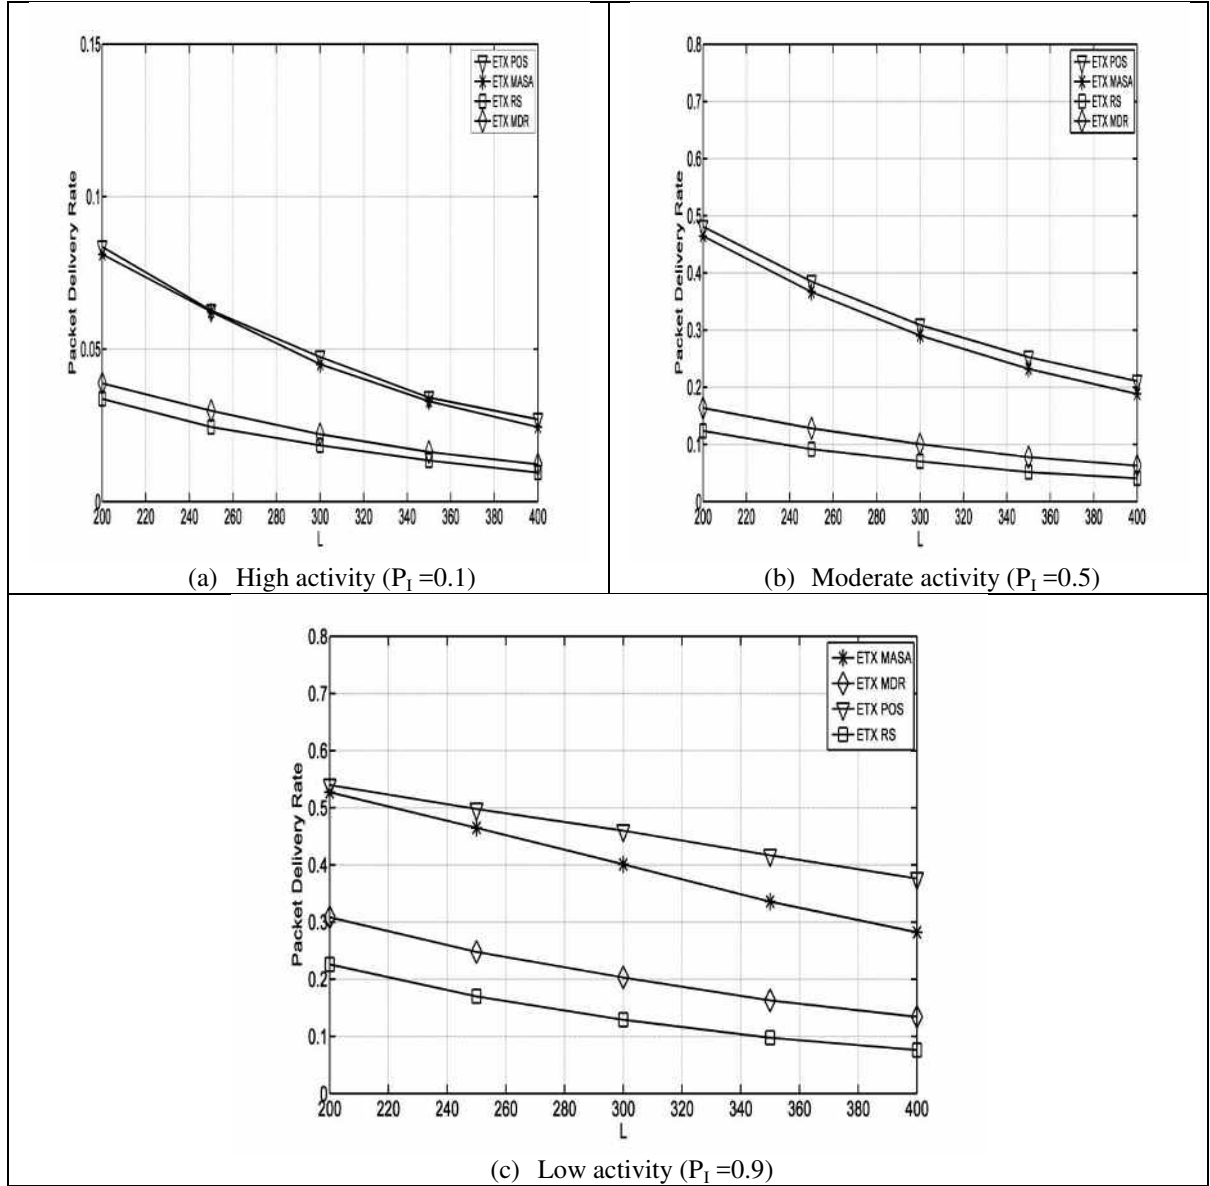 0.15
ETX POS
ETX MASA
ETX RS
ETX MDR
0.1
0.05
0
Packet Delivery Rate
200 220 240 260 280 300 320 340 360 380 400
L
(a) High activity (P_I =0.1)
0.8
0.7
0.6
0.5
0.4
0.3
0.2
0.1
0
ETX POS
ETX MASA
ETX RS
ETX MDR
Packet Delivery Rate
200 220 240 260 280 300 320 340 360 380 400
L
(b) Moderate activity (P_I =0.5)
0.8
0.7
0.6
0.5
0.4
0.3
0.2
0.1
0
ETX MASA
ETX MDR
ETX POS
ETX RS
Packet Delivery Rate
200 220 240 260 280 300 320 340 360 380 400
L
(c) Low activity (P_I =0.9)